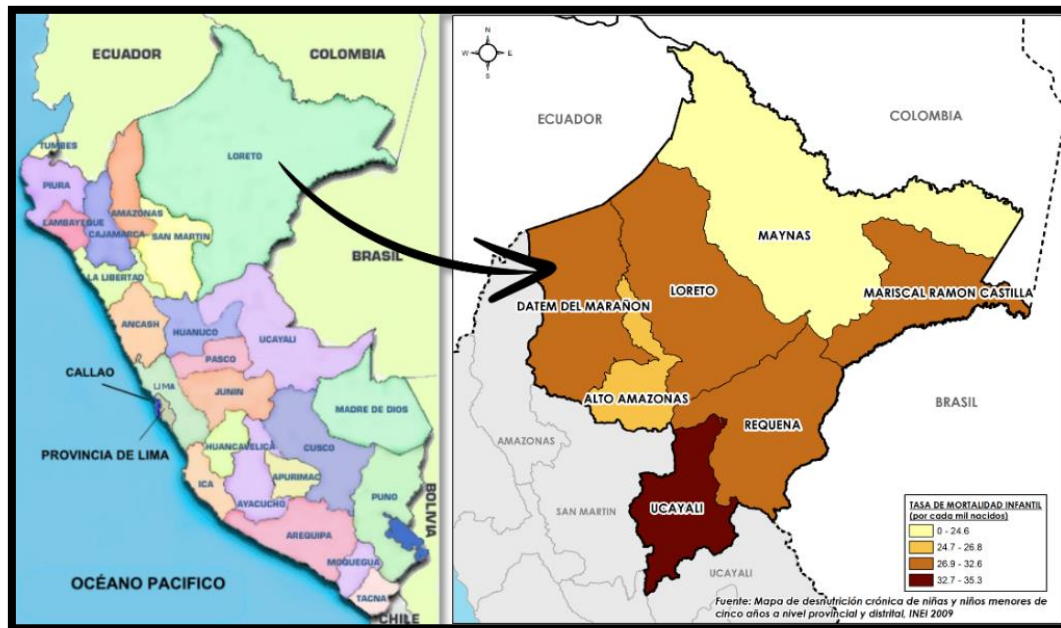 ECUADOR
COLOMBIA
TUMBES
LORETO
PIURA
AMAZONAS
LAMBAYEQUE
CAJAMARCA
SAN MARTIN
BRASIL
LA LIBERTAD
ANCASH
HUANUCO
UCAYALI
PASCO
CALLAO
LIMA
JUNIN
MADRE DE DIOS
PROVINCIA DE LIMA
HUANCAVELICA
CUSCO
ICA
APURIMAC
AYACUCHO
PUNO
BOLIVIA
AREQUIPA
MOQUEGUA
OCÉANO PACIFICO
TACNA
CHILE
N
W E
S
ECUADOR
COLOMBIA
MAYNAS
LORETO
MARISCAL RAMON CASTILLA
DATEM DEL MARAÑON
ALTO AMAZONAS
BRASIL
REQUENA
AMAZONAS
SAN MARTIN
UCAYALI
UCAYALI
TASA DE MORTALIDAD INFANTIL
(por cada mil nacidos)
0 - 24.6
24.7 - 26.8
26.9 - 32.6
32.7 - 35.3
Fuente: Mapa de desnutrición crónica de niñas y niños menores de
cinco años a nivel provincial y distrital, INEI 2009